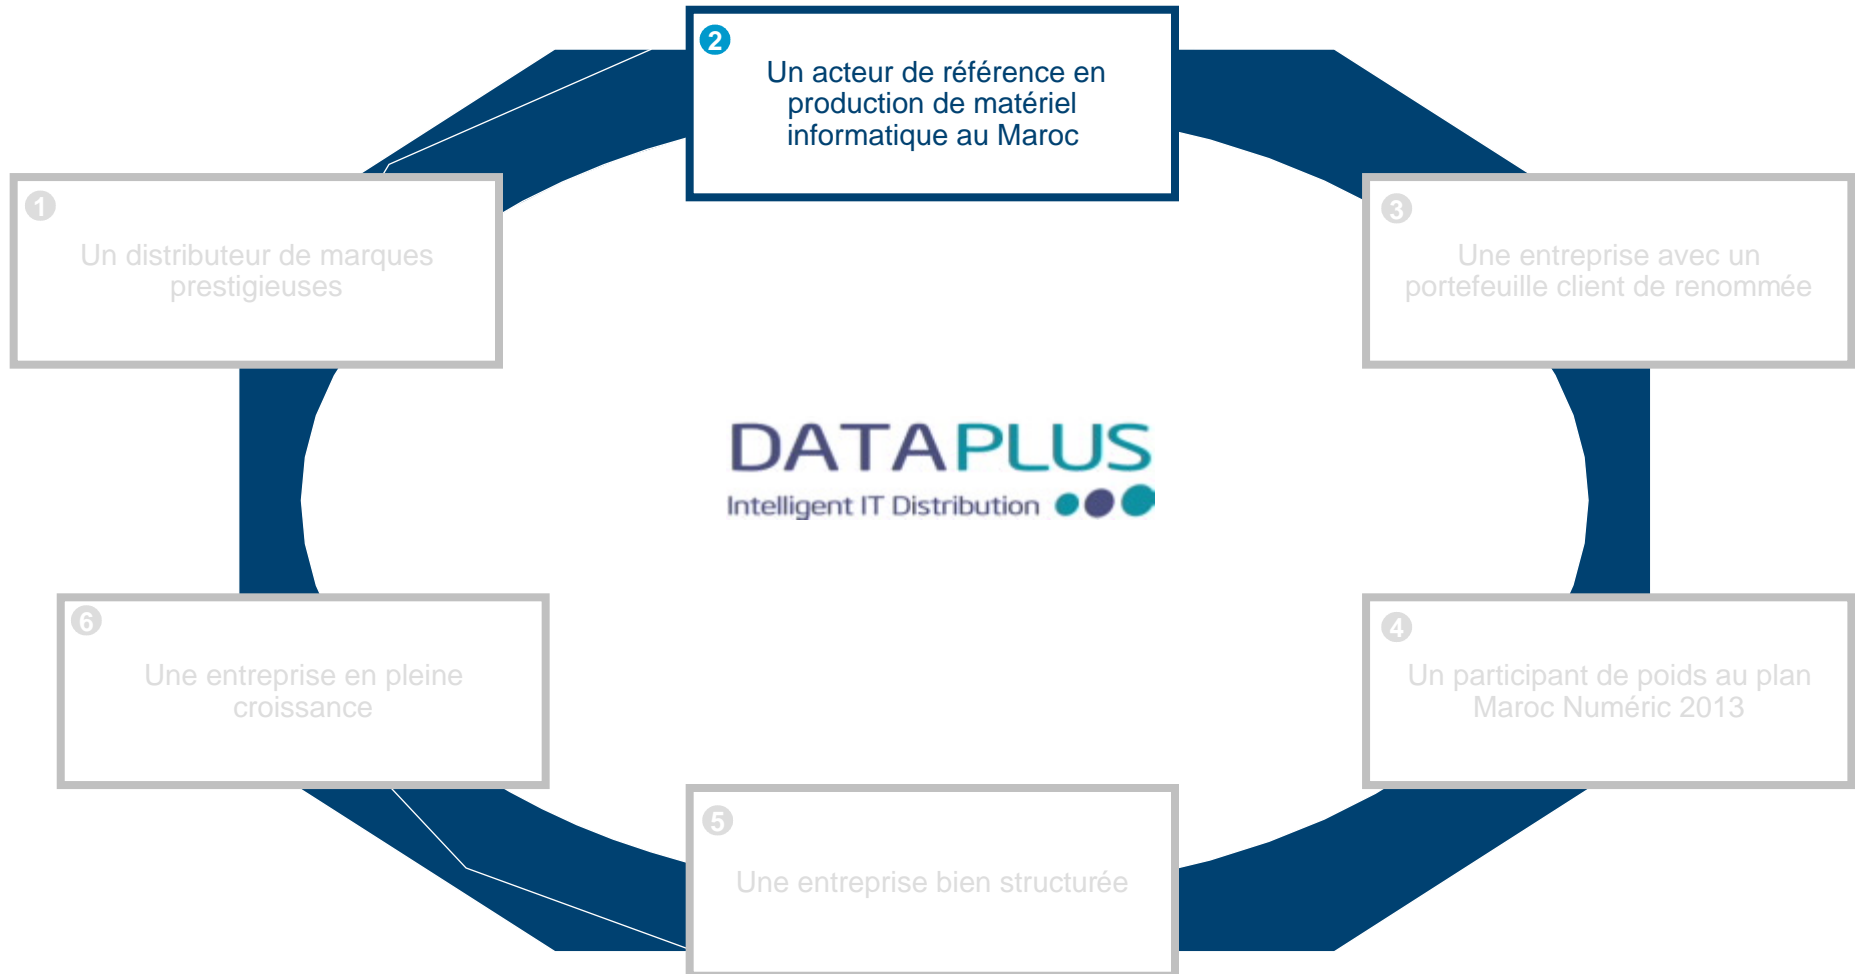 1
Un distributeur de marques
prestigieuses
2
Un acteur de référence en
production de matériel
informatique au Maroc
3
Une entreprise avec un
portefeuille client de renommée
DATAPLUS
Intelligent IT Distribution
4
Un participant de poids au plan
Maroc Numéric 2013
5
Une entreprise bien structurée
6
Une entreprise en pleine
croissance